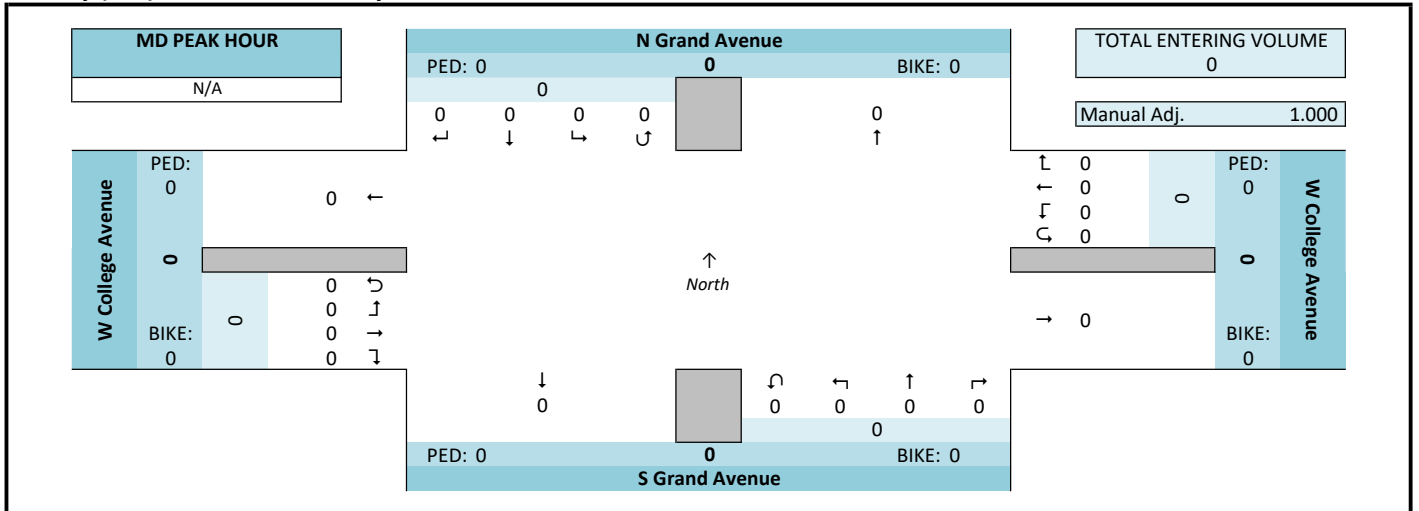 MD PEAK HOUR
N/A
N Grand Avenue
PED: 0 0 BIKE: 0
0
0 0 0 0
0
TOTAL ENTERING VOLUME
0
Manual Adj. 1.000
W College Avenue
PED:
0
0
BIKE:
0
0
0
0
0
0
0
North
0
0
0
0
0
0
PED:
0
0
BIKE:
0
W College Avenue
0
0 0 0 0
0
PED: 0 0 BIKE: 0
S Grand Avenue